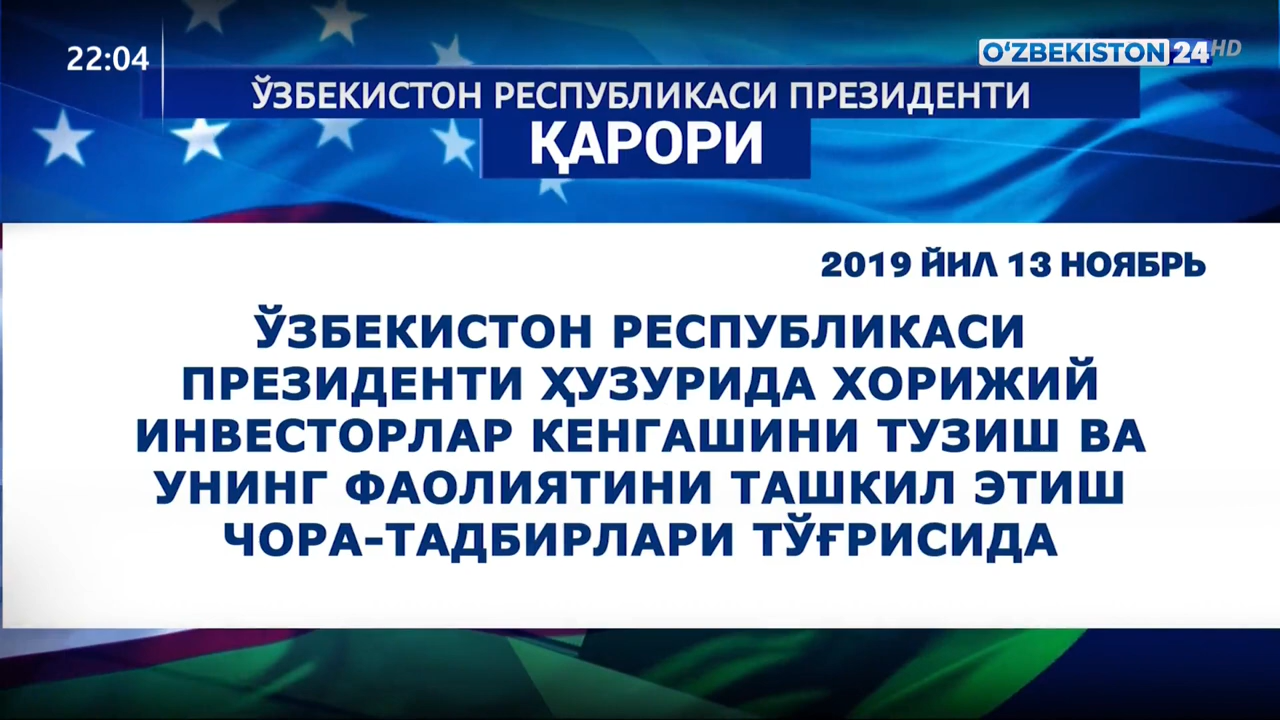 22:04
O‘ZBEKISTON 24 HD
ЎЗБЕКИСТОН РЕСПУБЛИКАСИ ПРЕЗИДЕНТИ
ҚАРОРИ
2019 ЙИЛ 13 НОЯБРЬ
ЎЗБЕКИСТОН РЕСПУБЛИКАСИ
ПРЕЗИДЕНТИ ҲУЗУРИДА ХОРИЖИЙ
ИНВЕСТОРЛАР КЕНГАШИНИ ТУЗИШ ВА
УНИНГ ФАОЛИЯТИНИ ТАШКИЛ ЭТИШ
ЧОРА-ТАДБИРЛАРИ ТЎҒРИСИДА